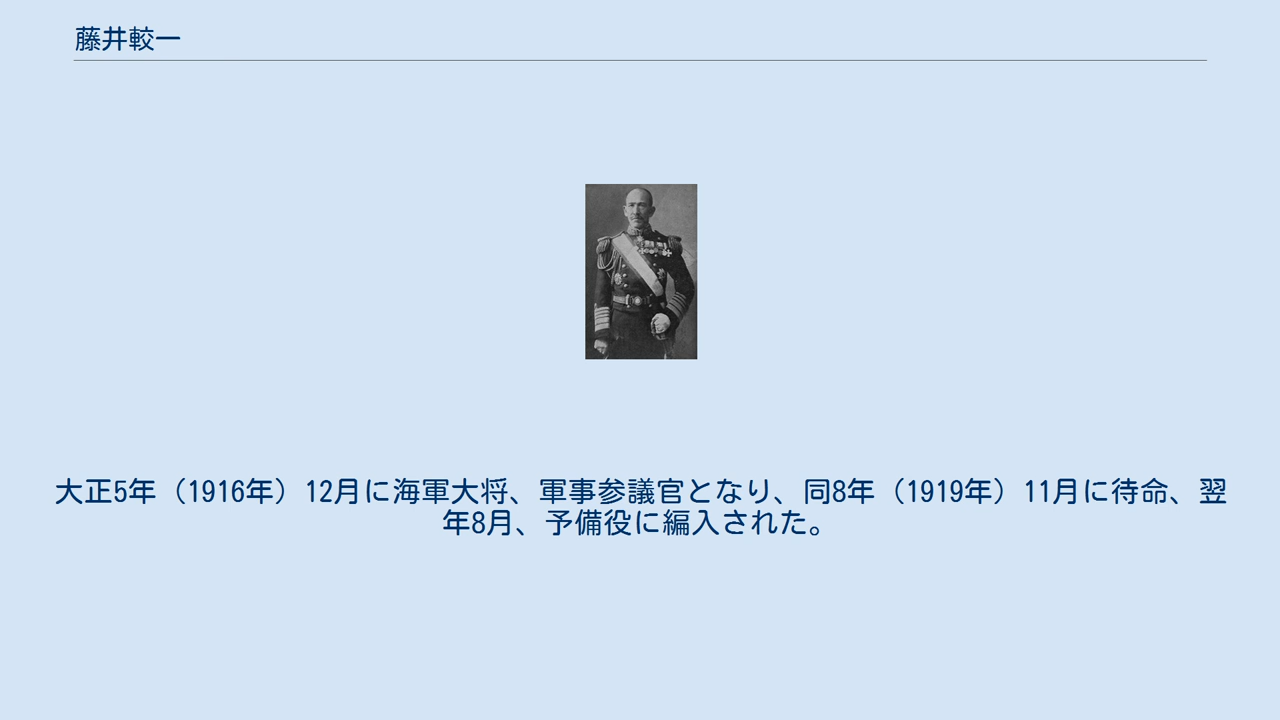 藤井較一
大正5年（1916年）12月に海軍大将、軍事参議官となり、同8年（1919年）11月に待命、翌
年8月、予備役に編入された。